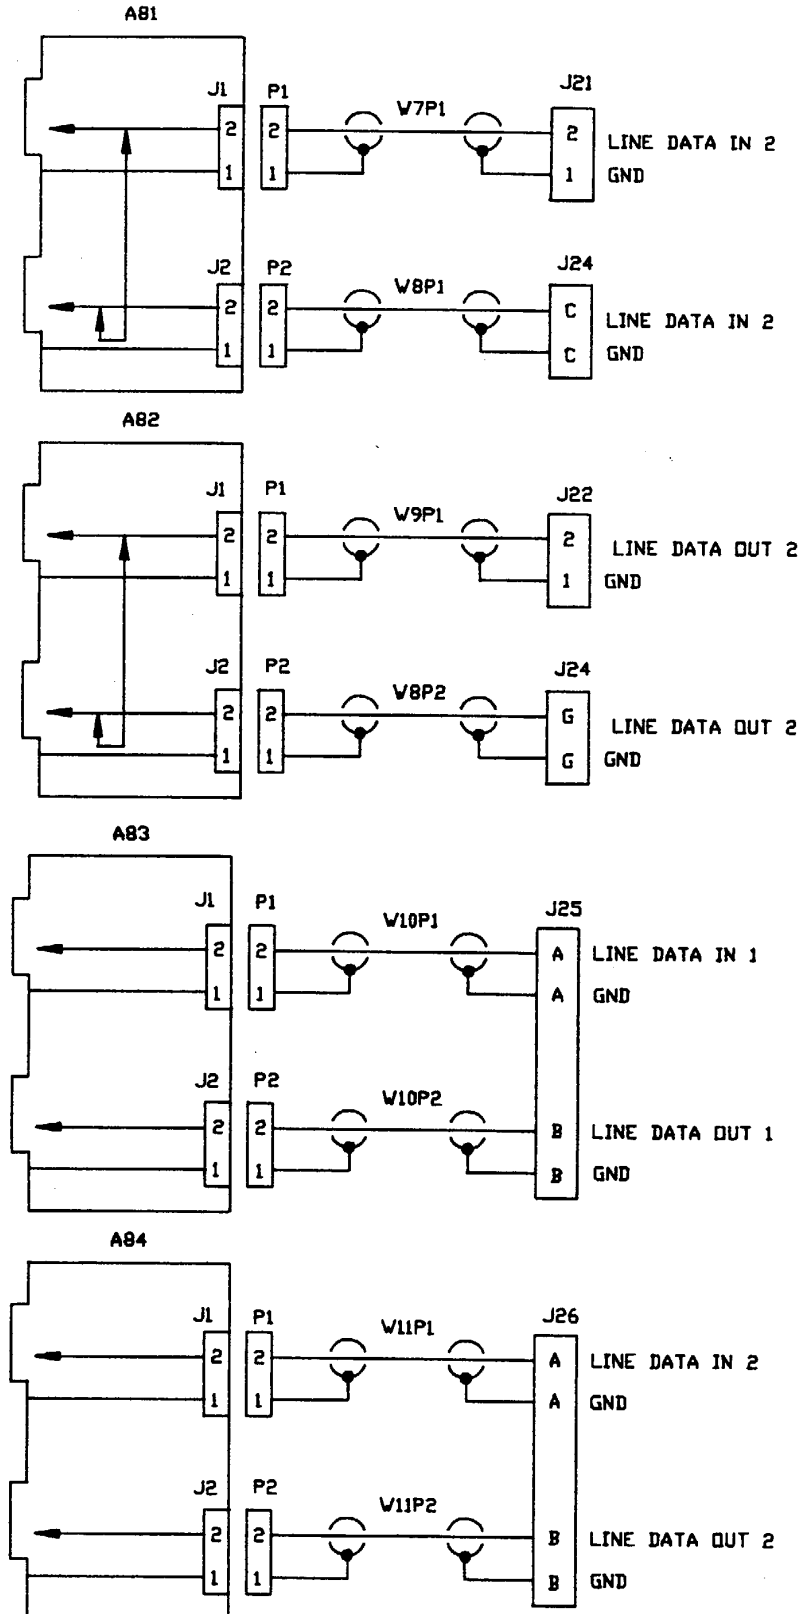 A81
J1 P1 W7P1 J21
2 2 2 LINE DATA IN 2
1 1 1 GND
J2 P2 W8P1 J24
2 2 C LINE DATA IN 2
1 1 C GND
A82
J1 P1 W9P1 J22
2 2 2 LINE DATA OUT 2
1 1 1 GND
J2 P2 W8P2 J24
2 2 G LINE DATA OUT 2
1 1 G GND
A83
J1 P1 W10P1 J25
2 2 A LINE DATA IN 1
1 1 A GND
J2 P2 W10P2
2 2 B LINE DATA OUT 1
1 1 B GND
A84
J1 P1 W11P1 J26
2 2 A LINE DATA IN 2
1 1 A GND
J2 P2 W11P2
2 2 B LINE DATA OUT 2
1 1 B GND